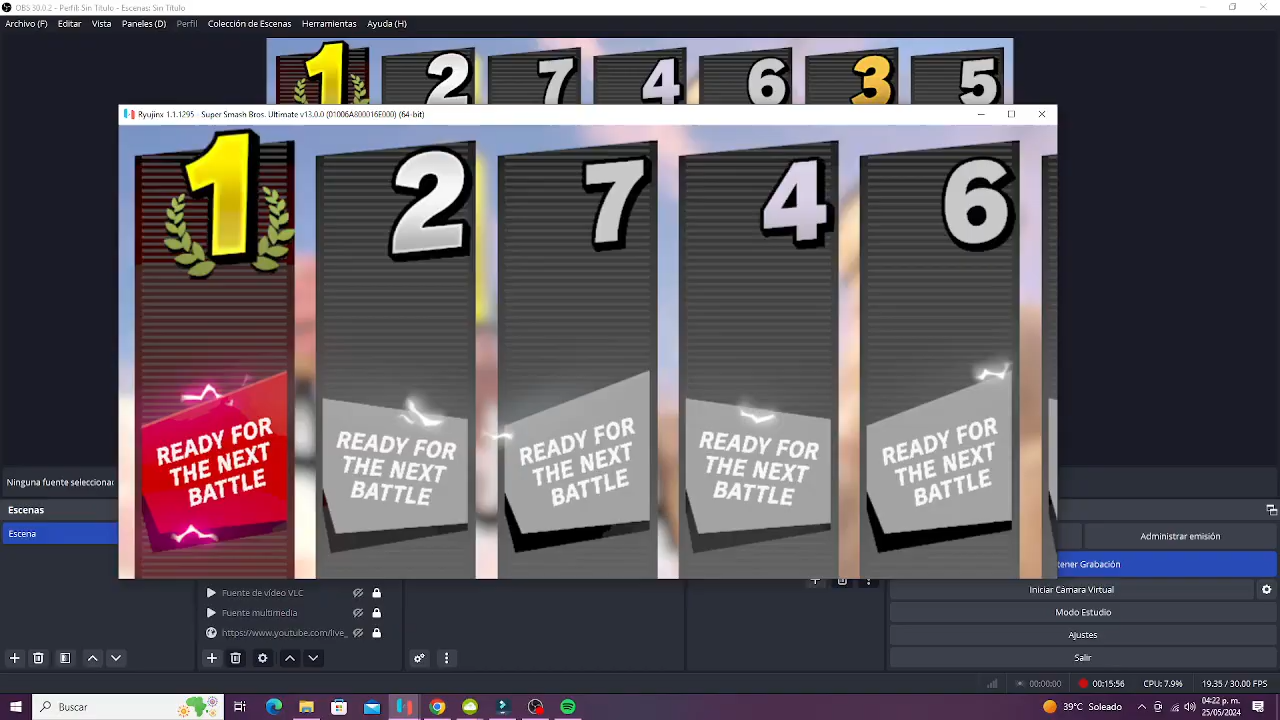 OBS 30.0.2 - Perfil: Sin Título - Escenas: Sin Título
Archivo (F) Editar Vista Paneles (D) Perfil Colección de Escenas Herramientas Ayuda (H)
1 2 7 4 6 3 5
Ryujinx 1.1.1295 - Super Smash Bros. Ultimate v13.0.0 (01006A800016E000) (64-bit)
1 2 7 4 6
READY FOR
THE NEXT
BATTLE
READY FOR
THE NEXT
BATTLE
READY FOR
THE NEXT
BATTLE
READY FOR
THE NEXT
BATTLE
READY FOR
THE NEXT
BATTLE
Ninguna fuente seleccionad
Escenas
Escena
Fuente de vídeo VLC
Fuente multimedia
https://www.youtube.com/live_
Administrar emisión
tener Grabación
Iniciar Cámara Virtual
Modo Estudio
Ajustes
Salir
00:00:00 00:15:56 CPU: 7.9% 19.35 / 30.00 FPS
Buscar
39°C Soleado
04:22 p. m.
25/05/2024